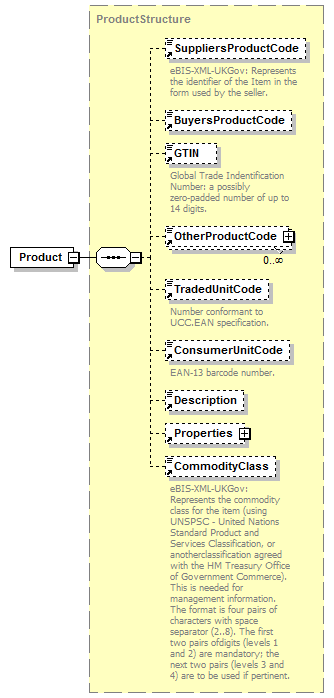 ProductStructure
SuppliersProductCode
eBIS-XML-UKGov: Represents
the identifier of the Item in the
form used by the seller.
BuyersProductCode
GTIN
Global Trade Indentification
Number: a possibly
zero-padded number of up to
14 digits.
OtherProductCode
0..∞
Product
TradedUnitCode
Number conformant to
UCC.EAN specification.
ConsumerUnitCode
EAN-13 barcode number.
Description
Properties
CommodityClass
eBIS-XML-UKGov:
Represents the commodity
class for the item (using
UNSPSC - United Nations
Standard Product and
Services Classification, or
anotherclassification agreed
with the HM Treasury Office
of Government Commerce).
This is needed for
management information.
The format is four pairs of
characters with space
separator (2..8). The first
two pairs ofdigits (levels 1
and 2) are mandatory; the
next two pairs (levels 3 and
4) are to be used if pertinent.